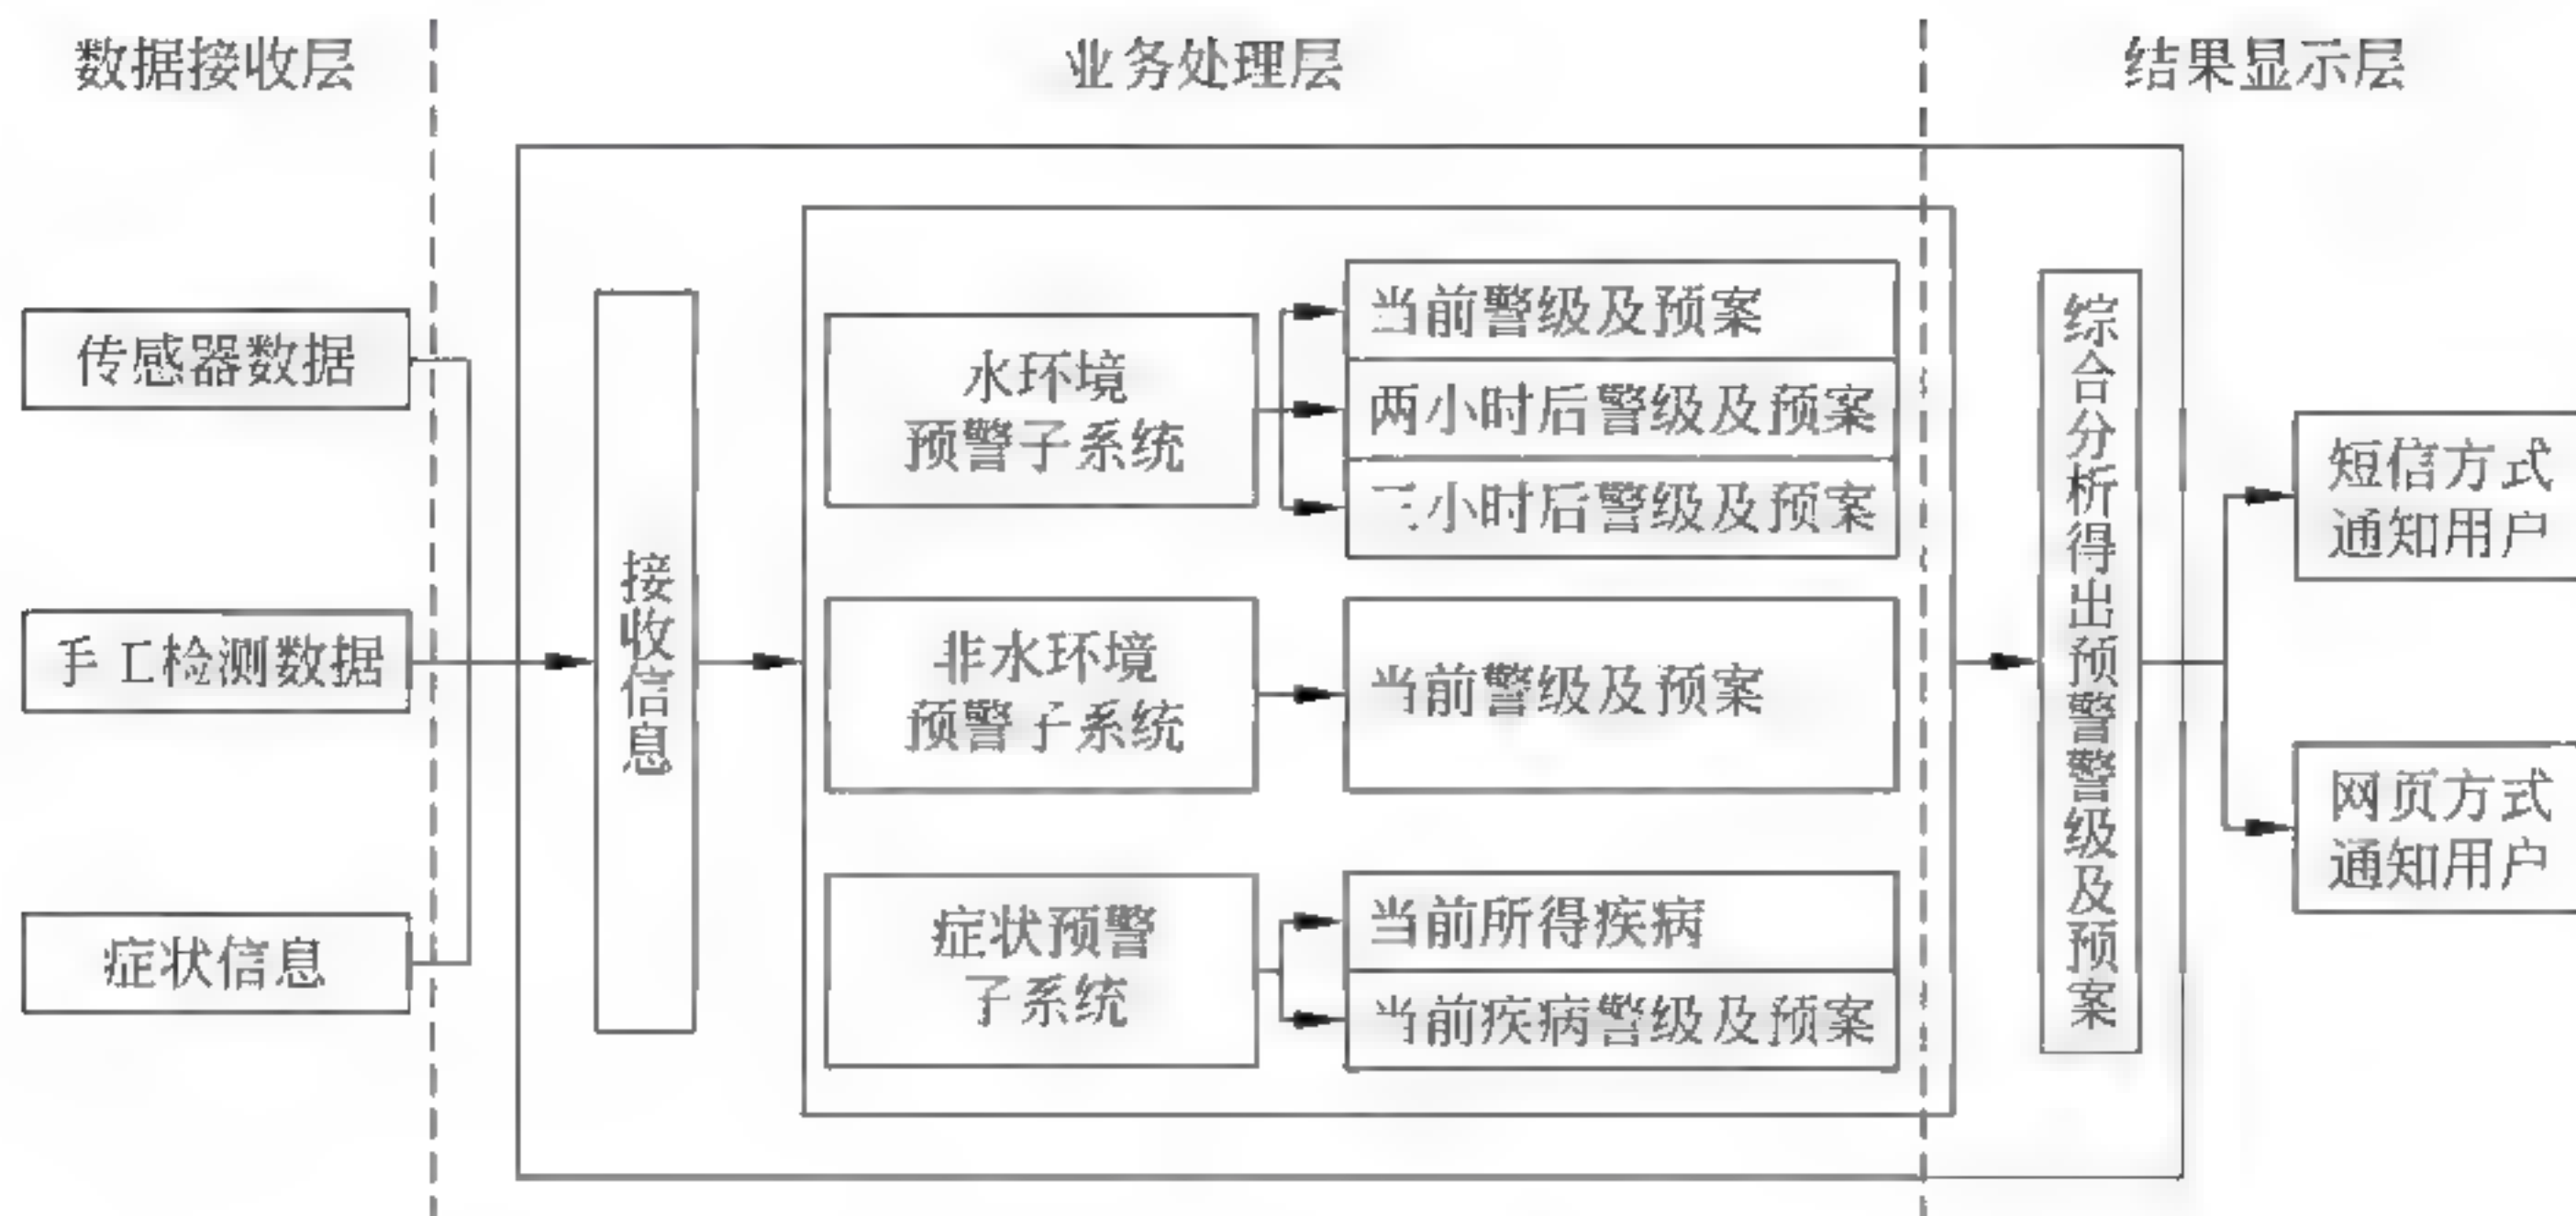 数据接收层
业务处理层
结果显示层
传感器数据
手工检测数据
症状信息
接收信息
水环境
预警子系统
当前警级及预案
两小时后警级及预案
三小时后警级及预案
非水环境
预警子系统
当前警级及预案
症状预警
子系统
当前所得疾病
当前疾病警级及预案
综合分析得出预警警级及预案
短信方式
通知用户
网页方式
通知用户